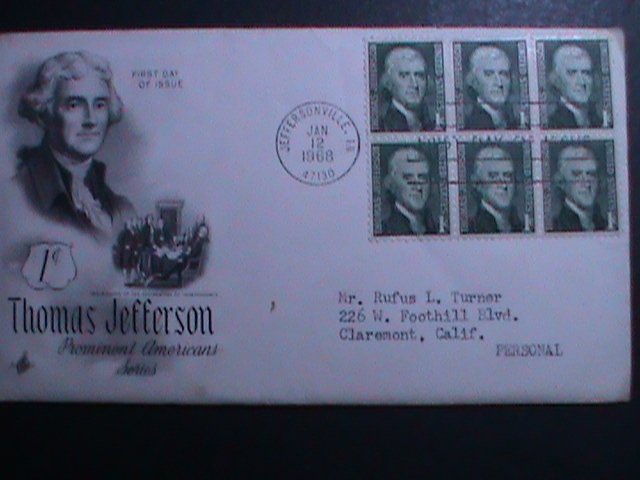 FIRST DAY
OF ISSUE
JEFFERSONVILLE,
JAN
12
1968
47130
1¢
Thomas Jefferson
Prominent Americans
Series
Mr. Rufus L. Turner
226 W. Foothill Blvd.
Claremont, Calif.
PERSONAL